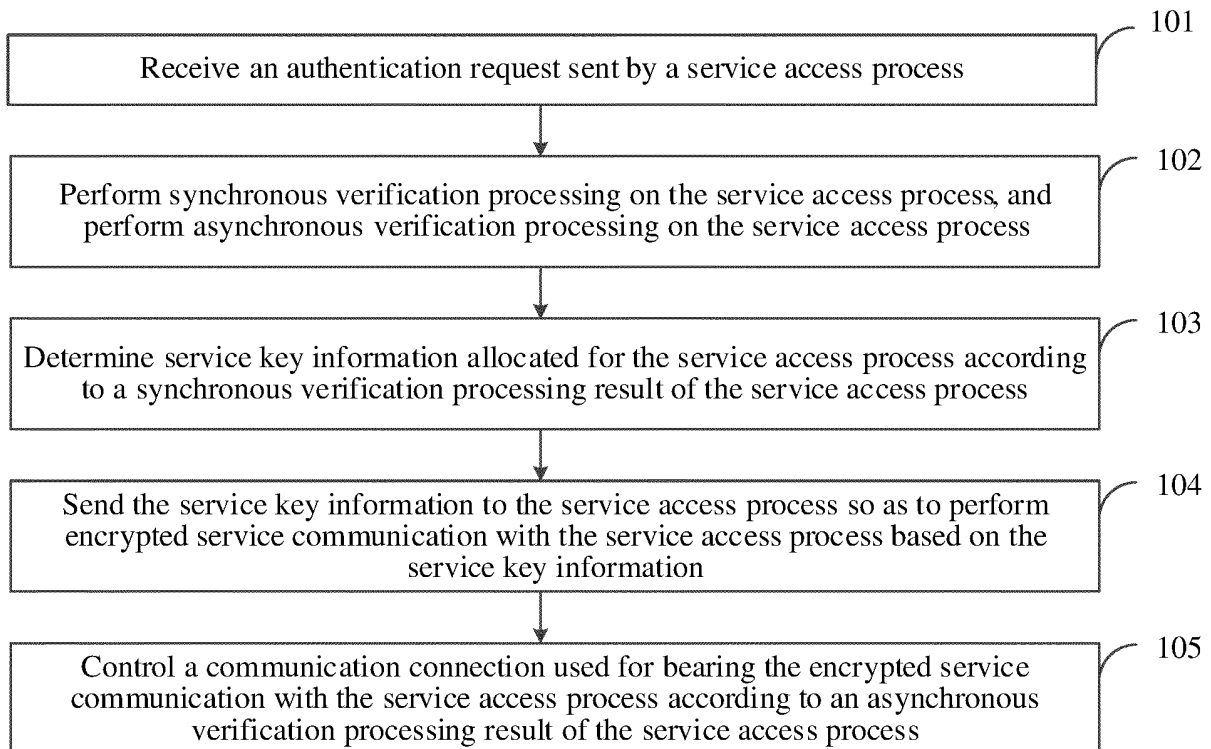 101
Receive an authentication request sent by a service access process
102
Perform synchronous verification processing on the service access process, and
perform asynchronous verification processing on the service access process
103
Determine service key information allocated for the service access process according
to a synchronous verification processing result of the service access process
104
Send the service key information to the service access process so as to perform
encrypted service communication with the service access process based on the
service key information
105
Control a communication connection used for bearing the encrypted service
communication with the service access process according to an asynchronous
verification processing result of the service access process